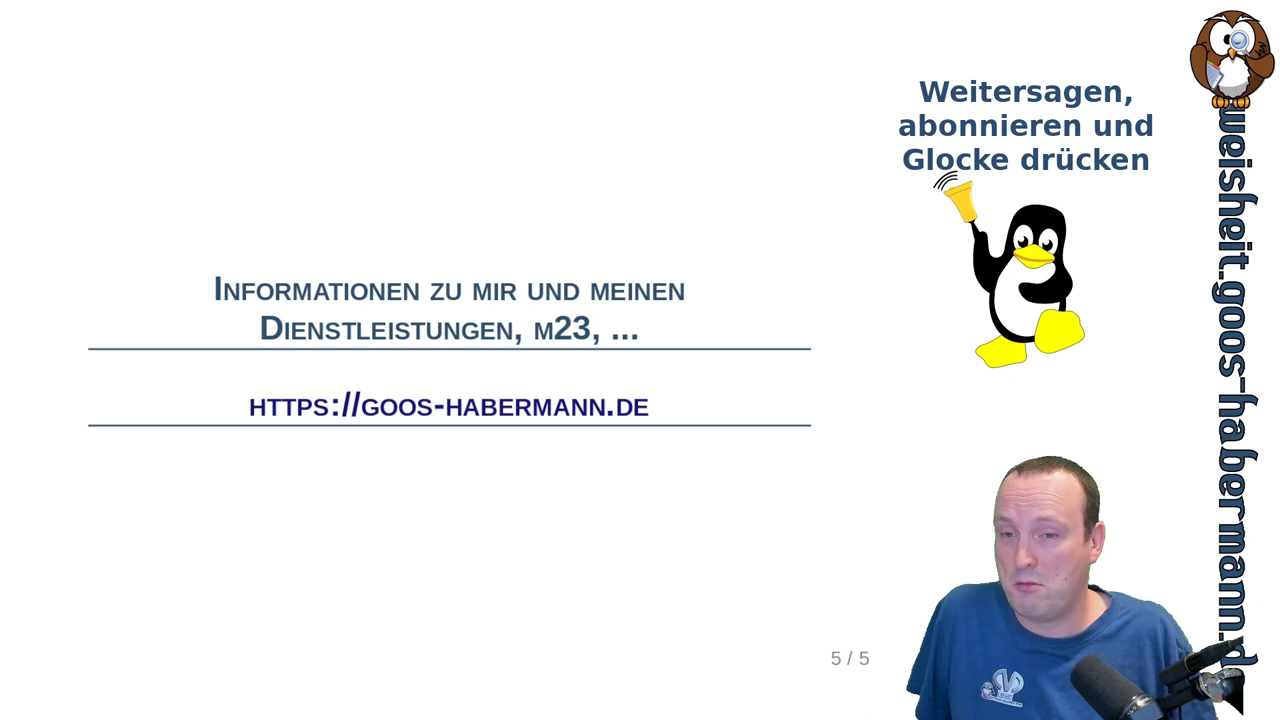 Weitersagen,
abonnieren und
Glocke drücken
Informationen zu mir und meinen
Dienstleistungen, m23, ...
https://goos-habermann.de
5 / 5
weisheit.goos-habermann.d